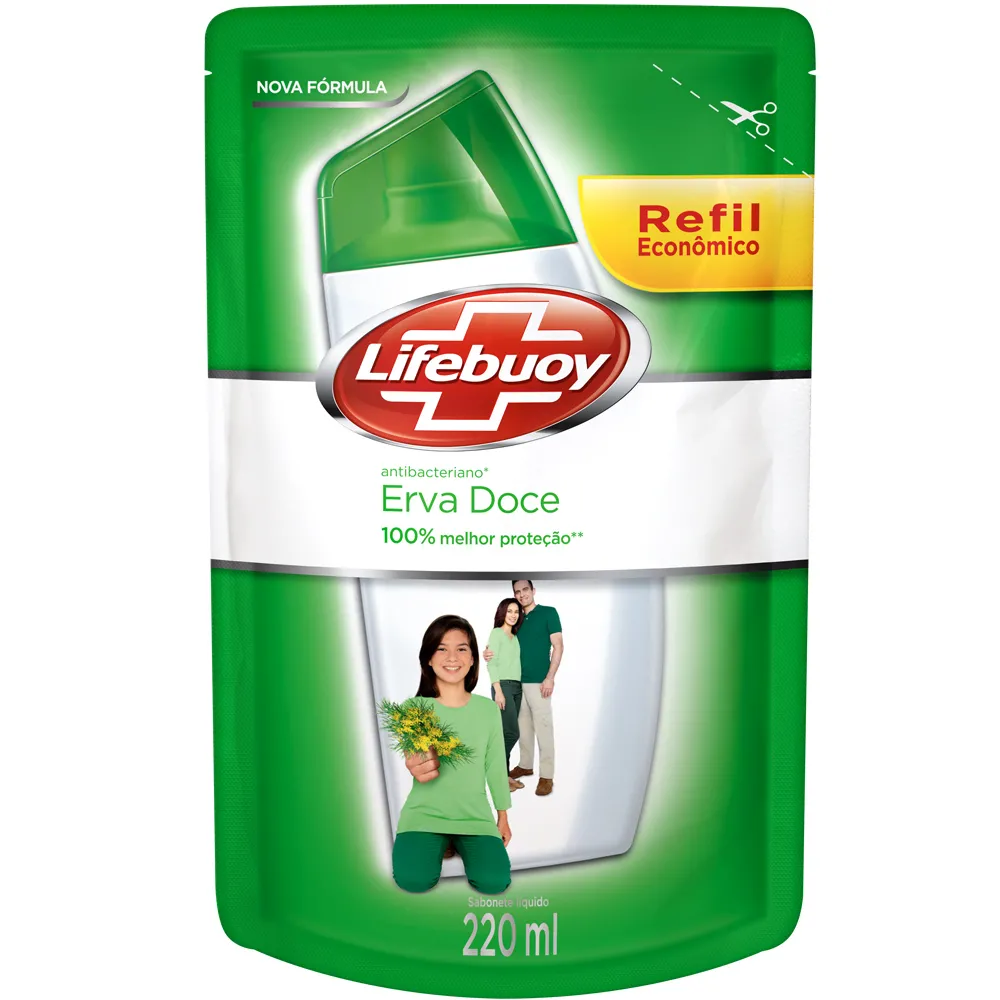 NOVA FÓRMULA
Refil
Econômico
Lifebuoy
antibacteriano*
Erva Doce
100% melhor proteção**
Sabonete líquido
220 ml